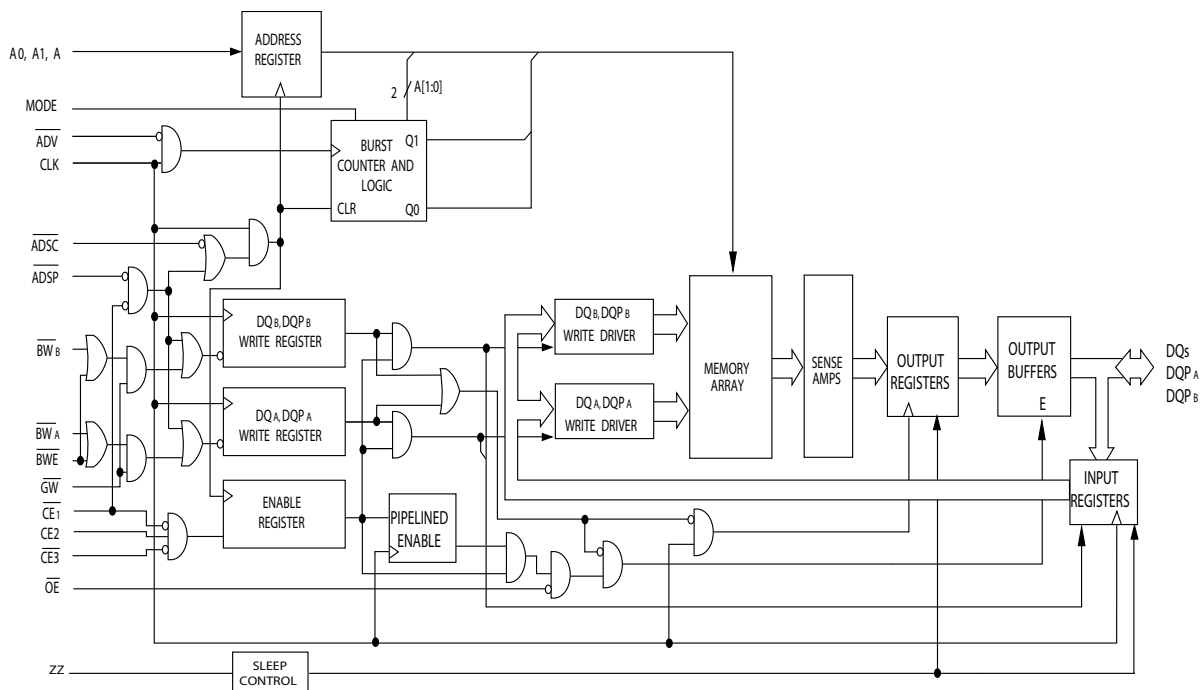 A0, A1, A
ADDRESS
REGISTER
2
A[1:0]
MODE
ADV
CLK
BURST
COUNTER AND
LOGIC
Q1
CLR
Q0
ADSC
ADSP
DQB, DQPB
WRITE REGISTER
DQB, DQPB
WRITE DRIVER
MEMORY
ARRAY
SENSE
AMPS
OUTPUT
REGISTERS
OUTPUT
BUFFERS
E
DQs
DQPA
DQPB
BWB
DQA, DQPA
WRITE REGISTER
DQA, DQPA
WRITE DRIVER
BWA
BWE
GW
CE1
CE2
CE3
OE
ENABLE
REGISTER
PIPELINED
ENABLE
INPUT
REGISTERS
ZZ
SLEEP
CONTROL